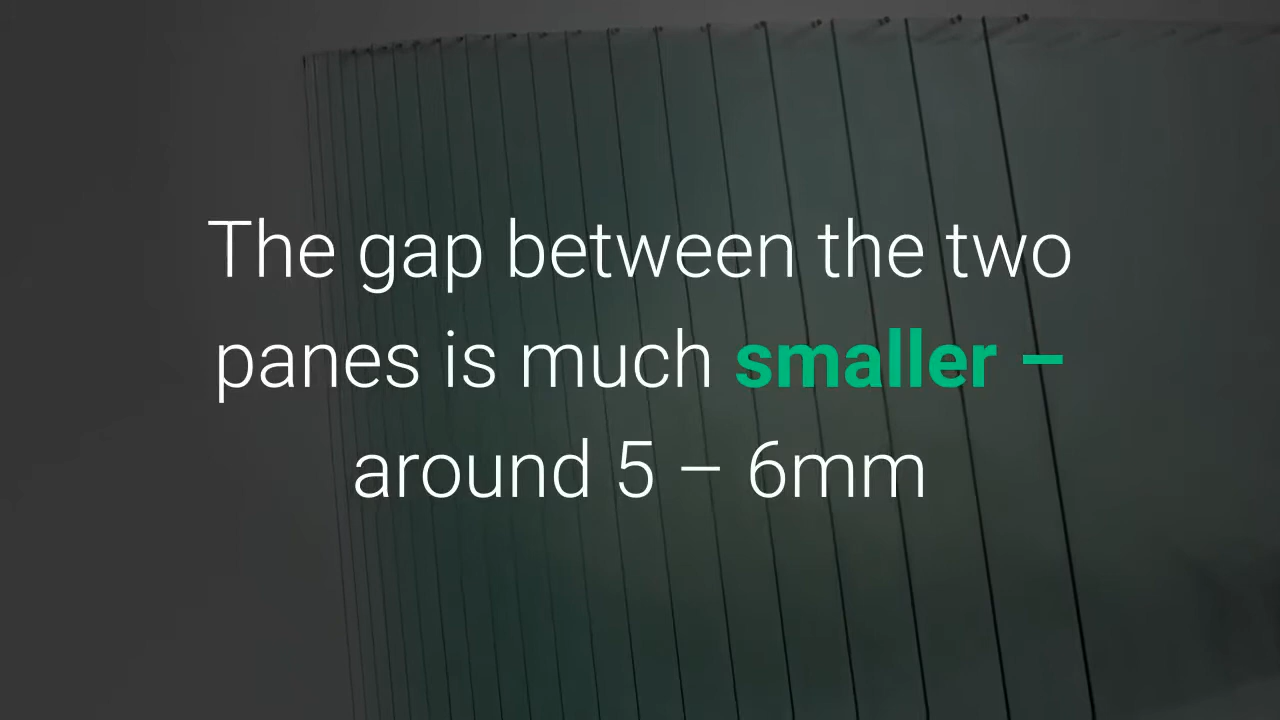 The gap between the two
panes is much smaller –
around 5 – 6mm